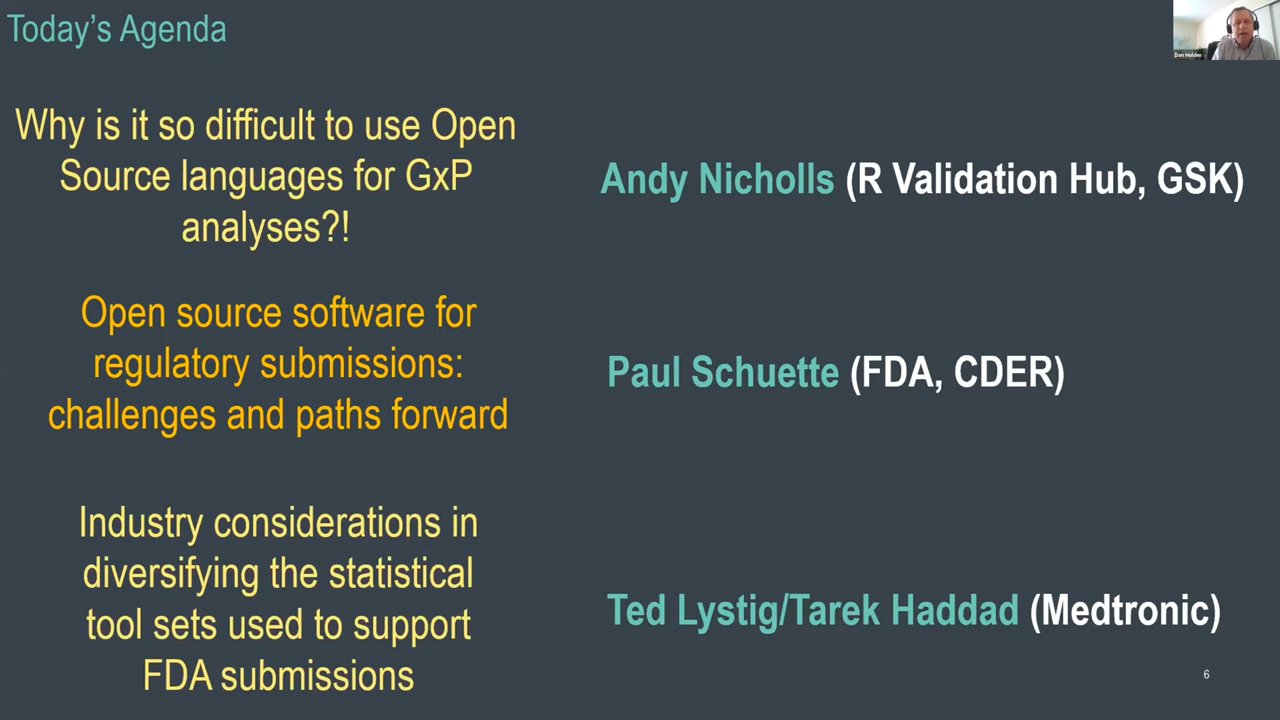 Today's Agenda
Dan Holder
Why is it so difficult to use Open
Source languages for GxP
analyses?!
Andy Nicholls (R Validation Hub, GSK)
Open source software for
regulatory submissions:
challenges and paths forward
Paul Schuette (FDA, CDER)
Industry considerations in
diversifying the statistical
tool sets used to support
FDA submissions
Ted Lystig/Tarek Haddad (Medtronic)
6